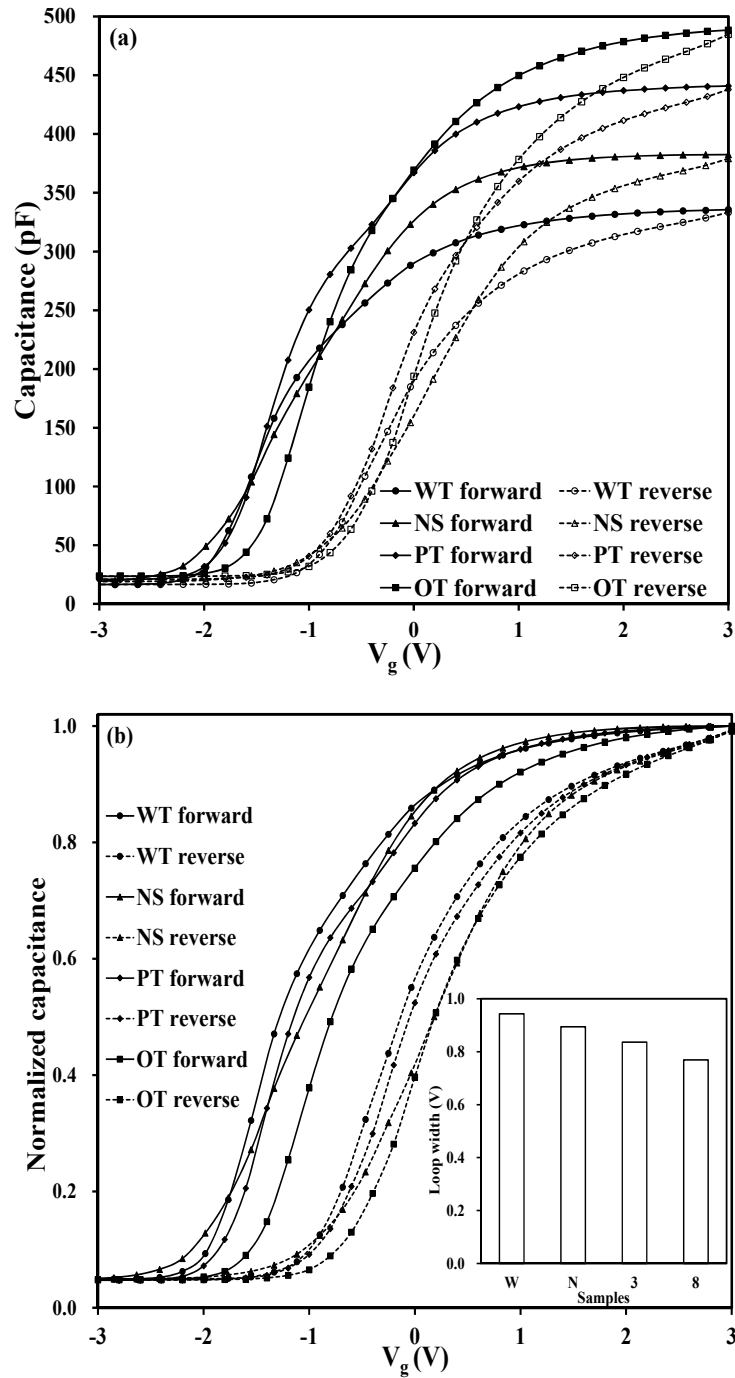 (a)
Capacitance (pF)
500
450
400
350
300
250
200
150
100
50
0
WT forward WT reverse
NS forward NS reverse
PT forward PT reverse
OT forward OT reverse
-3 -2 -1 0 1 2 3
Vg (V)
(b)
Normalized capacitance
1.0
0.8
0.6
0.4
0.2
0.0
WT forward
WT reverse
NS forward
NS reverse
PT forward
PT reverse
OT forward
OT reverse
Loop width (V)
1.0
0.8
0.6
0.4
0.2
0.0
W N 3 8
Samples
-3 -2 -1 0 1 2 3
Vg (V)